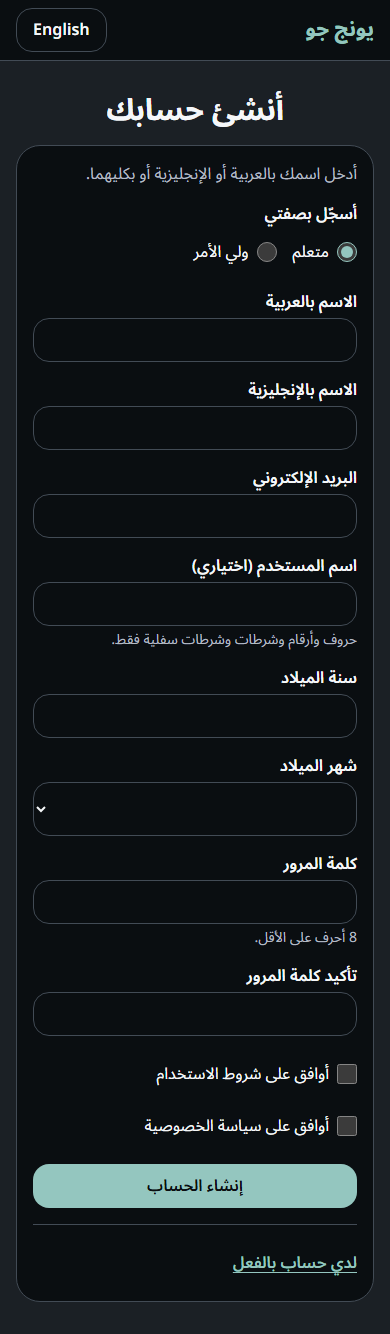 يونج جو
English
أنشئ حسابك
أدخل اسمك بالعربية أو الإنجليزية أو بكليهما.
أسجّل بصفتي
متعلم
ولي الأمر
الاسم بالعربية
الاسم بالإنجليزية
البريد الإلكتروني
اسم المستخدم (اختياري)
حروف وأرقام وشرطات وشرطات سفلية فقط.
سنة الميلاد
شهر الميلاد
كلمة المرور
8 أحرف على الأقل.
تأكيد كلمة المرور
أوافق على شروط الاستخدام
أوافق على سياسة الخصوصية
إنشاء الحساب
لدي حساب بالفعل